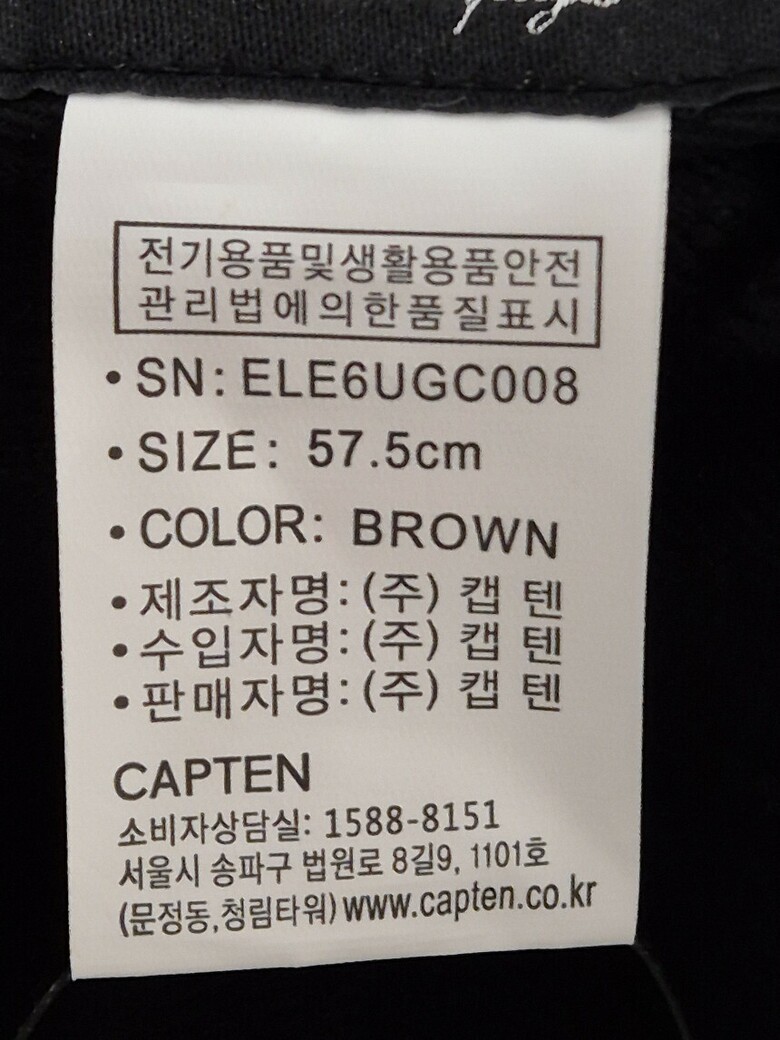 전기용품및생활용품안전
관리법에의한품질표시
• SN: ELE6UGC008
• SIZE: 57.5cm
• COLOR: BROWN
• 제조자명: (주) 캡 텐
• 수입자명: (주) 캡 텐
• 판매자명: (주) 캡 텐
CAPTEN
소비자상담실: 1588-8151
서울시 송파구 법원로 8길9, 1101호
(문정동,청림타워) www.capten.co.kr